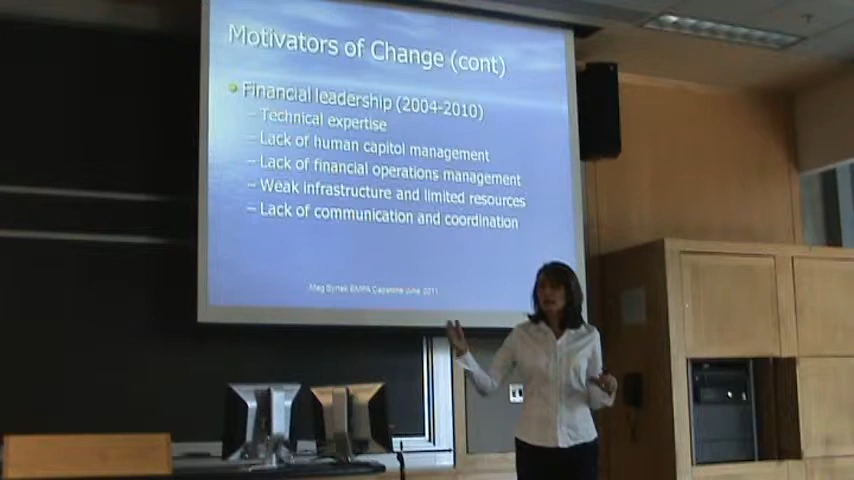 Motivators of Change (cont)
Financial leadership (2004-2010)
– Technical expertise
– Lack of human capitol management
– Lack of financial operations management
– Weak infrastructure and limited resources
– Lack of communication and coordination
Meg EMPA Capstone June 2011